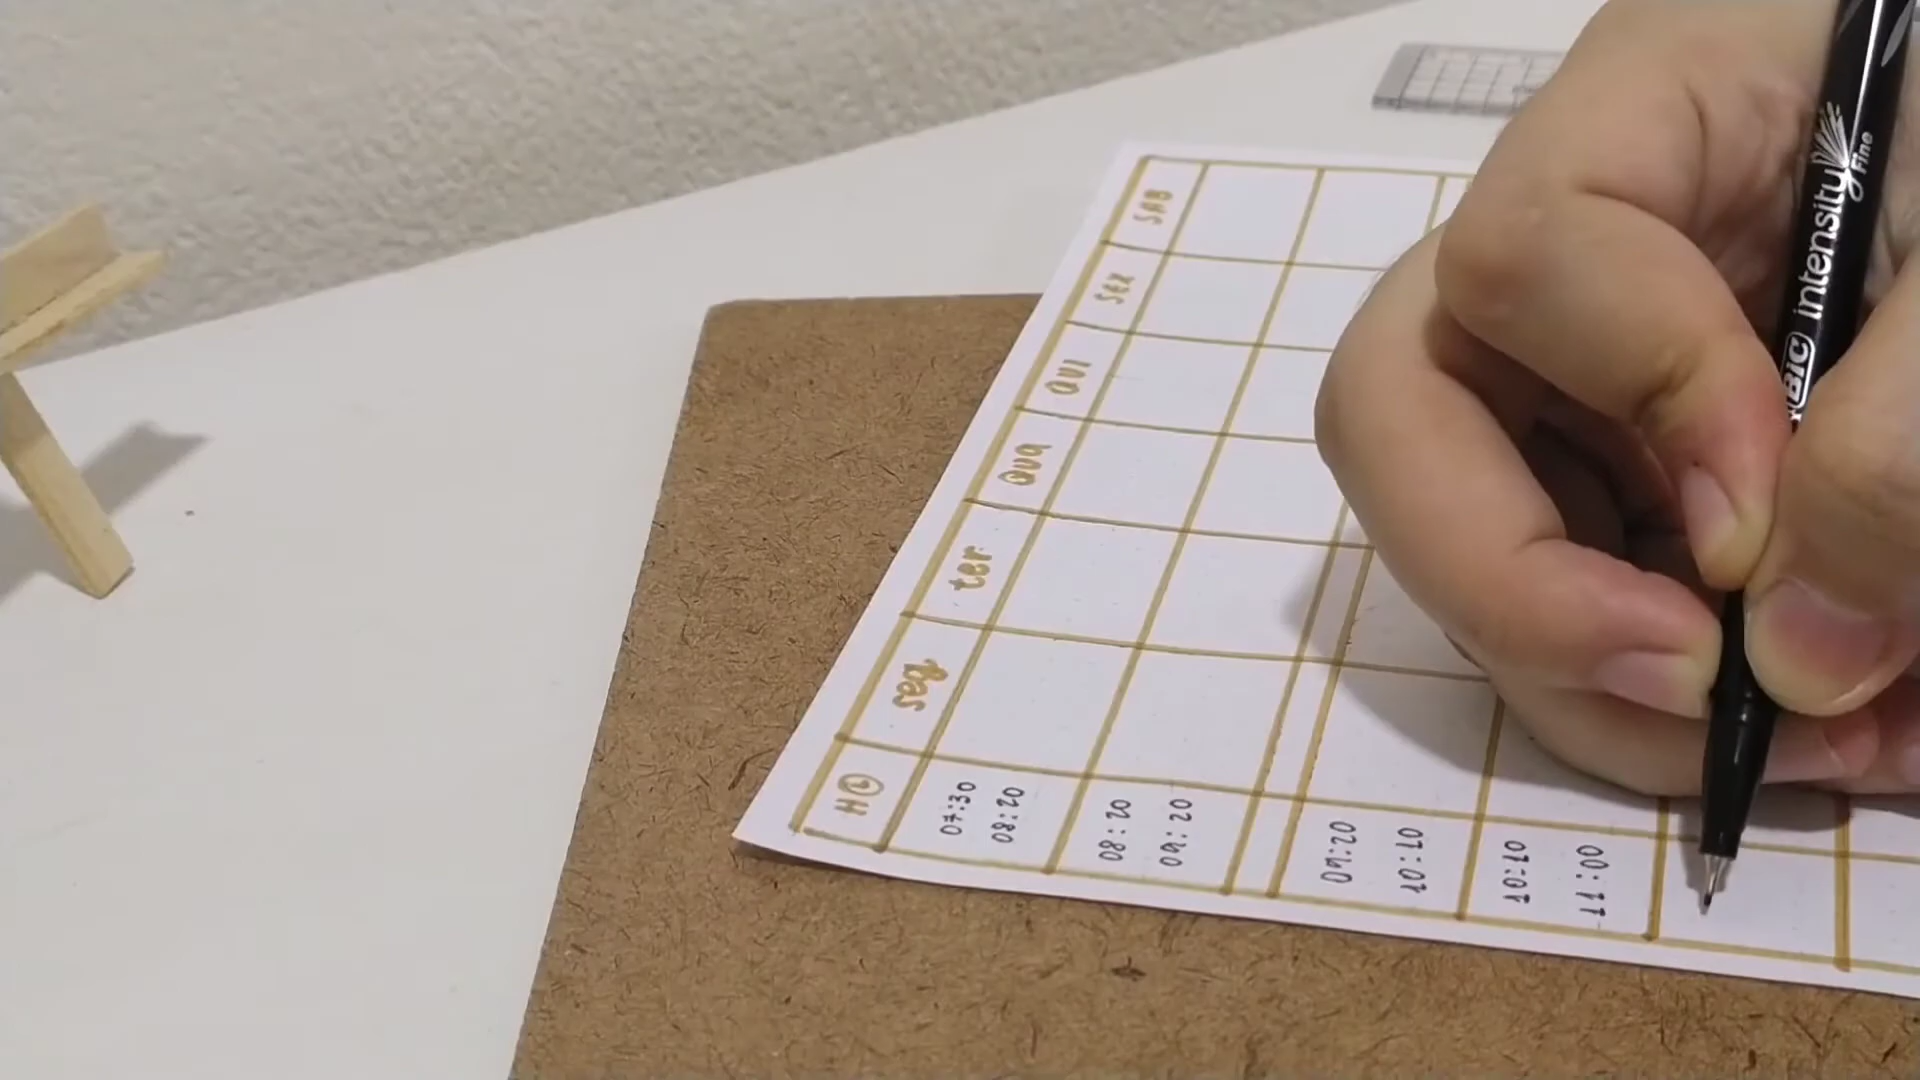 H
seg
ter
qua
qui
sex
sab
07:30
08:20
08:20
09:20
09:20
10:10
10:10
11:00
BIC intensity Fine